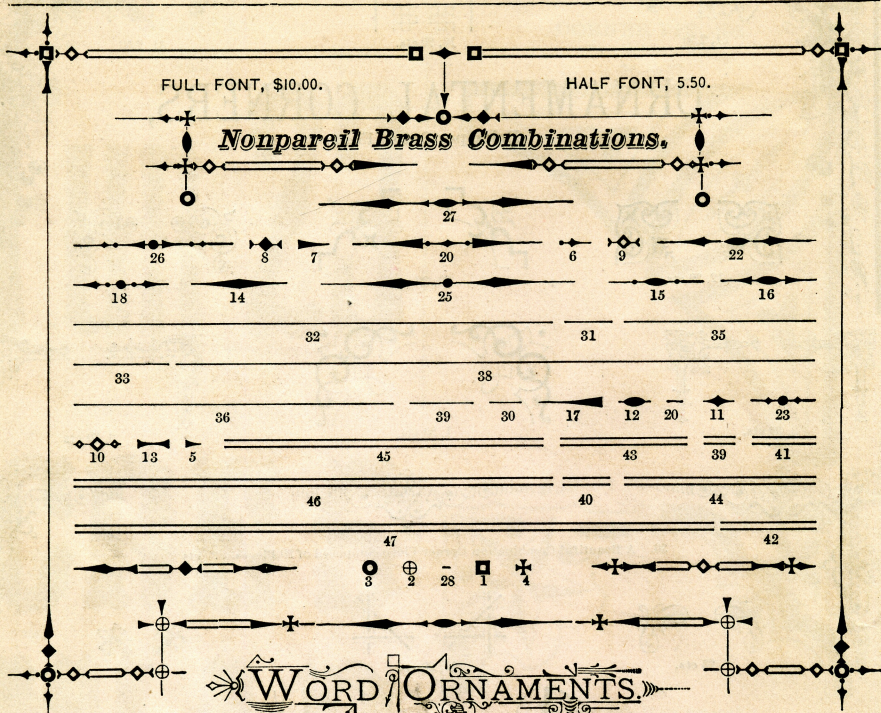 FULL FONT, $10.00. HALF FONT, 5.50.
Nonpareil Brass Combinations.
27
26 8 7 20 6 9 22
18 14 25 15 16
32 31 35
33 38
36 39 30 17 12 20 11 23
10 13 5 45 43 39 41
46 40 44
47 42
3 2 28 1 4
WORD ORNAMENTS.